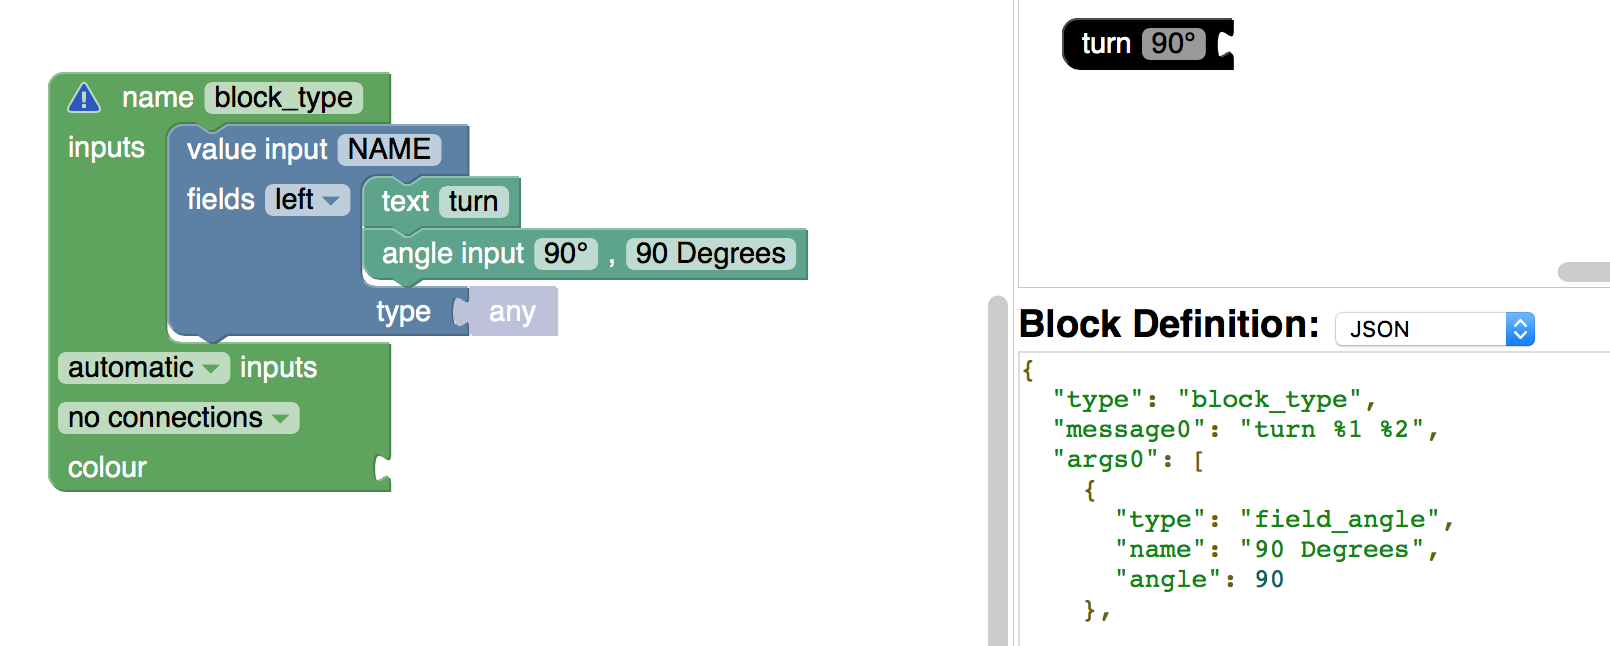 name block_type
inputs value input NAME
fields left text turn
angle input 90° , 90 Degrees
type any
automatic inputs
no connections
colour
turn 90°
Block Definition: JSON
{
"type": "block_type",
"message0": "turn %1 %2",
"args0": [
{
"type": "field_angle",
"name": "90 Degrees",
"angle": 90
},